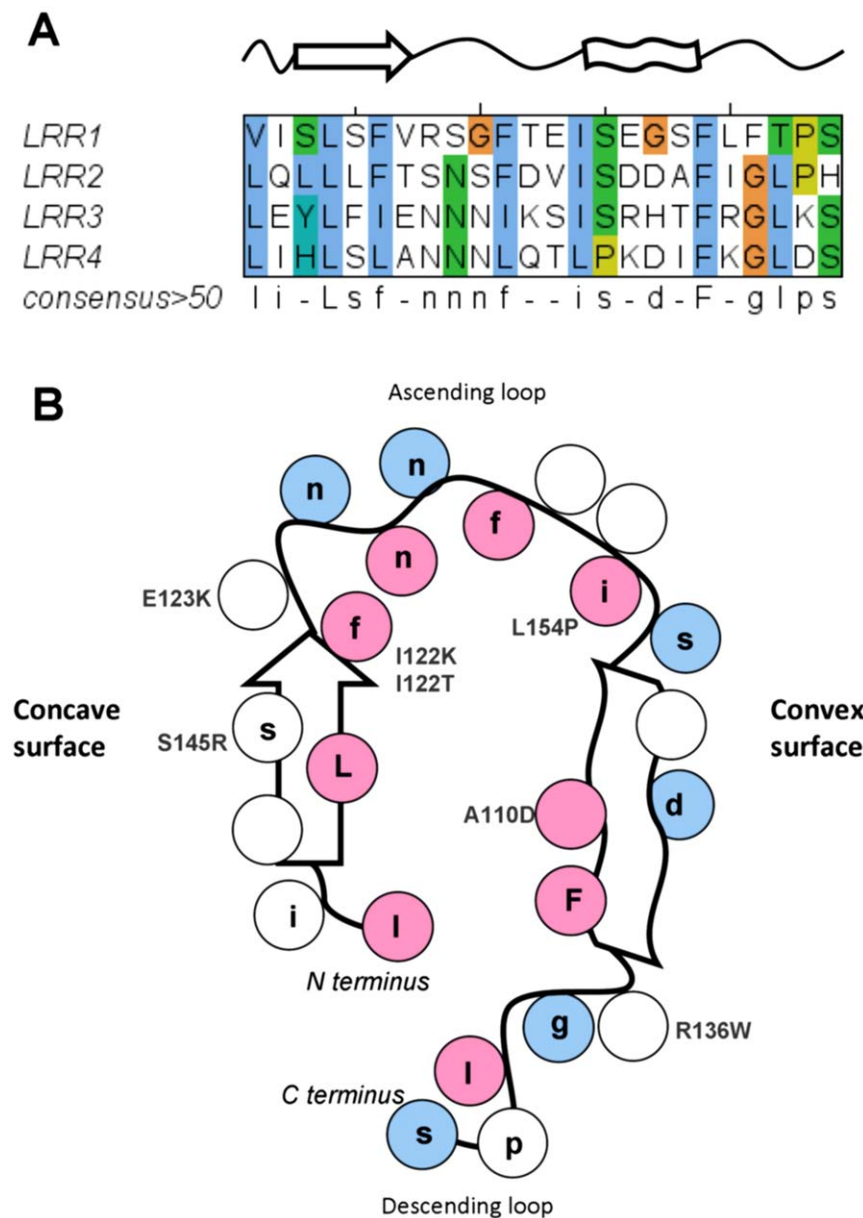 A
LRR1 V I S L S F V R S G F T E I S E G S F L F T P S
LRR2 L Q L L L F T S N S F D V I S D D A F I G L P H
LRR3 L E Y L F I E N N N I K S I S R H T F R G L K S
LRR4 L I H L S L A N N N L Q T L P K D I F K G L D S
consensus>50 l i - L s f - n n n f - - i s - d - F - g l p s
B
Ascending loop
n
n
f
n
i
E123K
f
L154P
s
I122K
I122T
Concave
surface
Convex
surface
s
S145R
L
d
A110D
F
i
l
N terminus
g
R136W
l
C terminus
s
p
Descending loop